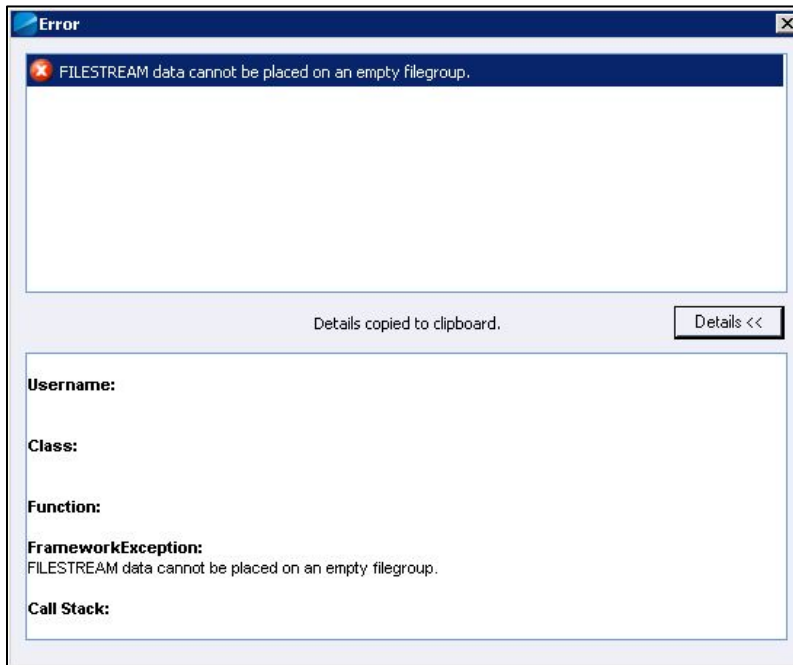 Error
FILESTREAM data cannot be placed on an empty filegroup.
Details copied to clipboard.
Details <<
Username:
Class:
Function:
FrameworkException:
FILESTREAM data cannot be placed on an empty filegroup.
Call Stack: